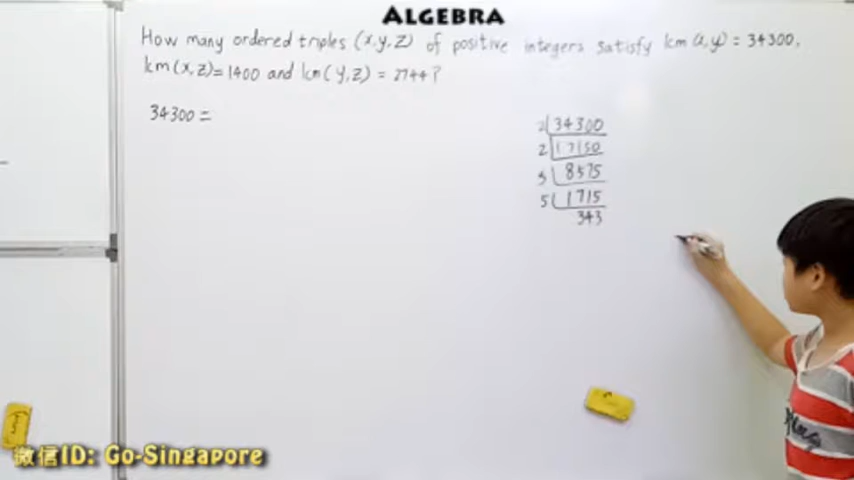 ALGEBRA
How many ordered triples (x,y,z) of positive integers satisfy lcm(x,y) = 34300,
lcm(x,z)=1400 and lcm(y,z) = 2744?
34300 =
2 34300
2 17150
5 8575
5 1715
343
微信ID: Go-Singapore